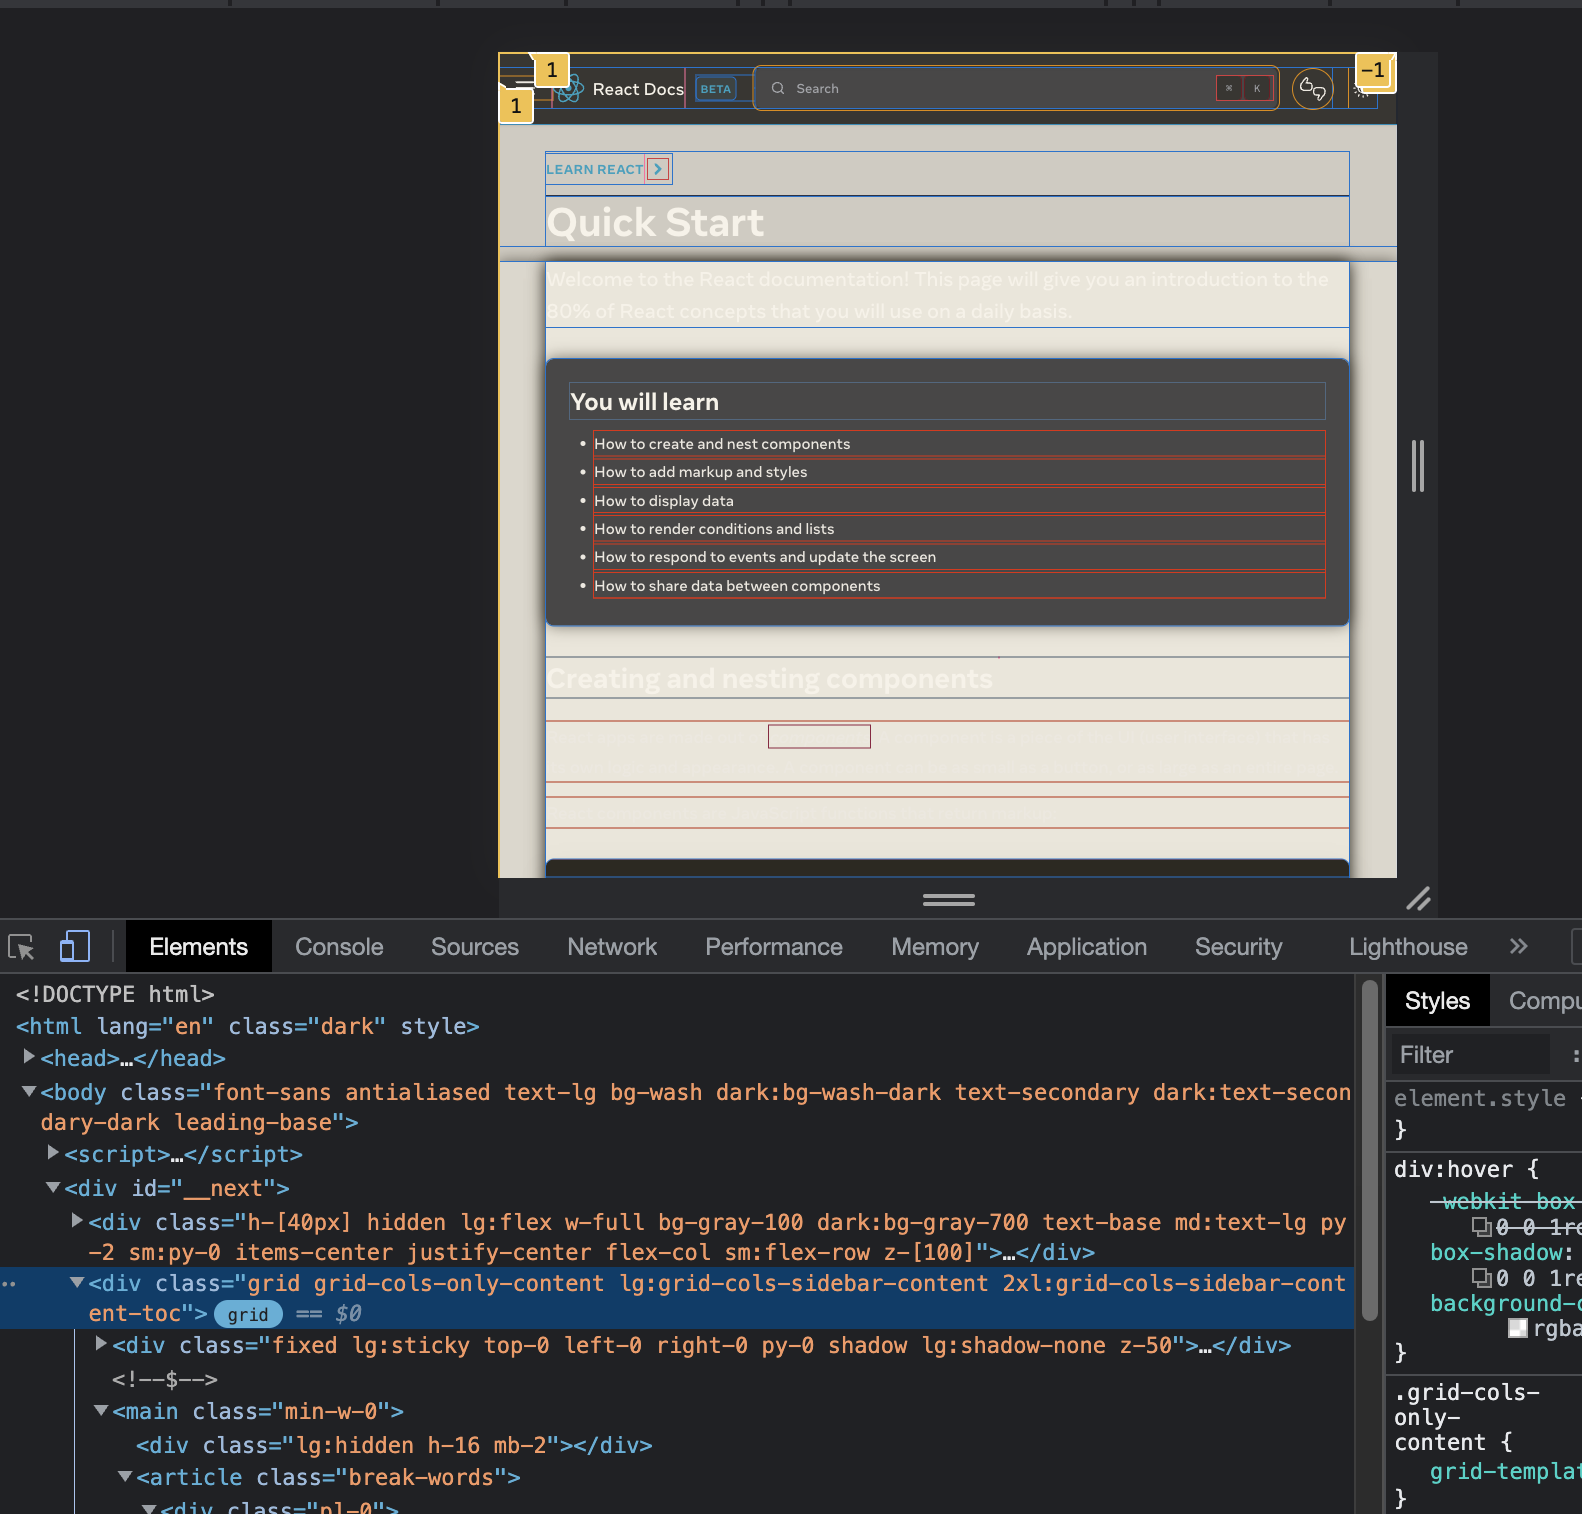 1
−1
1
React Docs
BETA
Search
⌘
K
LEARN REACT
Quick Start
Welcome to the React documentation! This page will give you an introduction to the
80% of React concepts that you will use on a daily basis.
You will learn
• How to create and nest components
• How to add markup and styles
• How to display data
• How to render conditions and lists
• How to respond to events and update the screen
• How to share data between components
Creating and nesting components
Elements
Console
Sources
Network
Performance
Memory
Application
Security
Lighthouse
»
<!DOCTYPE html>
<html lang="en" class="dark" style>
<head>…</head>
<body class="font-sans antialiased text-lg bg-wash dark:bg-wash-dark text-secondary dark:text-secon
dary-dark leading-base">
<script>…</script>
<div id="__next">
<div class="h-[40px] hidden lg:flex w-full bg-gray-100 dark:bg-gray-700 text-base md:text-lg py
-2 sm:py-0 items-center justify-center flex-col sm:flex-row z-[100]">…</div>
<div class="grid grid-cols-only-content lg:grid-cols-sidebar-content 2xl:grid-cols-sidebar-cont
ent-toc"> grid == $0
<div class="fixed lg:sticky top-0 left-0 right-0 py-0 shadow lg:shadow-none z-50">…</div>
<!--$-->
<main class="min-w-0">
<div class="lg:hidden h-16 mb-2"></div>
<article class="break-words">
<div class="pl-0">
Styles
Compu
Filter
:
element.style
}
div:hover {
-webkit-box
0 0 1re
box-shadow:
0 0 1re
background-c
rgba
}
.grid-cols-
only-
content {
grid-templat
}